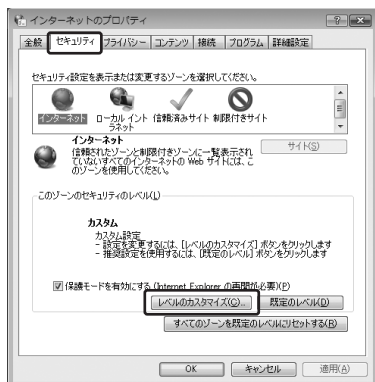 インターネットのプロパティ
全般 セキュリティ プライバシー コンテンツ 接続 プログラム 詳細設定
セキュリティ設定を表示または変更するゾーンを選択してください。
インターネット ローカル イントラネット 信頼済みサイト 制限付きサイト
インターネット
信頼されたゾーンと制限付きゾーンに一覧表示され
ていないすべてのインターネットの Web サイトには、こ
のゾーンを使用してください。
サイト(S)
このゾーンのセキュリティのレベル(L)
カスタム
カスタム設定
- 設定を変更するには、[レベルのカスタマイズ] ボタンをクリックします
- 推奨設定を使用するには、[既定のレベル] ボタンをクリックします
保護モードを有効にする (Internet Explorer の再開が必要)(P)
レベルのカスタマイズ(C)... 既定のレベル(D)
すべてのゾーンを既定のレベルにリセットする(R)
OK キャンセル 適用(A)